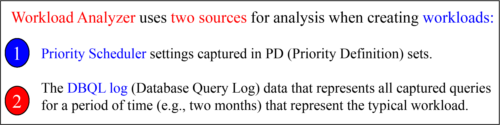 Workload Analyzer uses two sources for analysis when creating workloads:
1 Priority Scheduler settings captured in PD (Priority Definition) sets.
2 The DBQL log (Database Query Log) data that represents all captured queries
for a period of time (e.g., two months) that represent the typical workload.